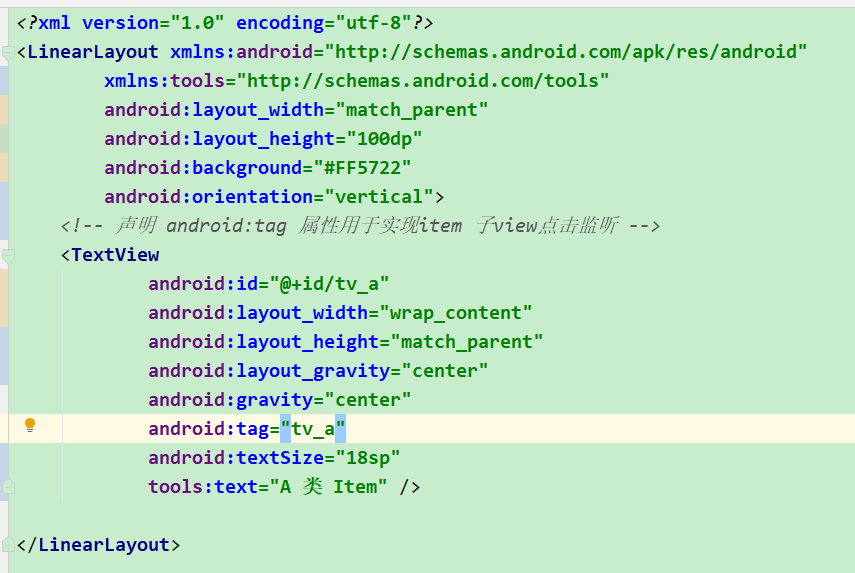 <?xml version="1.0" encoding="utf-8"?>
<LinearLayout xmlns:android="http://schemas.android.com/apk/res/android"
xmlns:tools="http://schemas.android.com/tools"
android:layout_width="match_parent"
android:layout_height="100dp"
android:background="#FF5722"
android:orientation="vertical">
<!-- 声明 android:tag 属性用于实现item 子view点击监听 -->
<TextView
android:id="@+id/tv_a"
android:layout_width="wrap_content"
android:layout_height="match_parent"
android:layout_gravity="center"
android:gravity="center"
android:tag="tv_a"
android:textSize="18sp"
tools:text="A 类 Item" />
</LinearLayout>